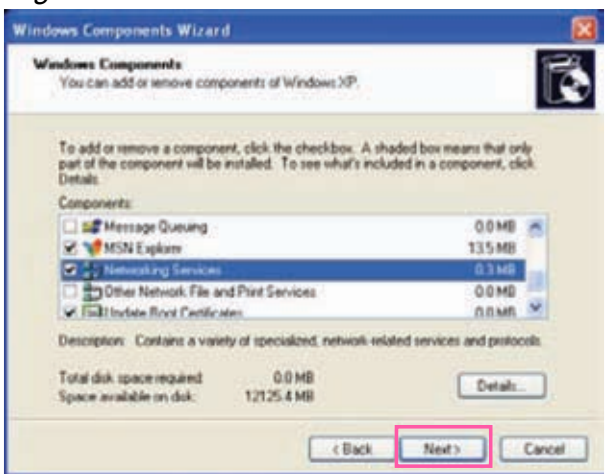 Windows Components Wizard
Windows Components
You can add or remove components of Windows XP.
To add or remove a component, click the checkbox. A shaded box means that only
part of the component will be installed. To see what's included in a component, click
Details.
Components:
Message Queuing 0.0 MB
MSN Explorer 13.5 MB
Networking Services 0.3 MB
Other Network File and Print Services 0.0 MB
Update Root Certificates 0.0 MB
Description: Contains a variety of specialized, network-related services and protocols.
Total disk space required: 0.0 MB
Space available on disk: 12125.4 MB
Details...
< Back
Next >
Cancel